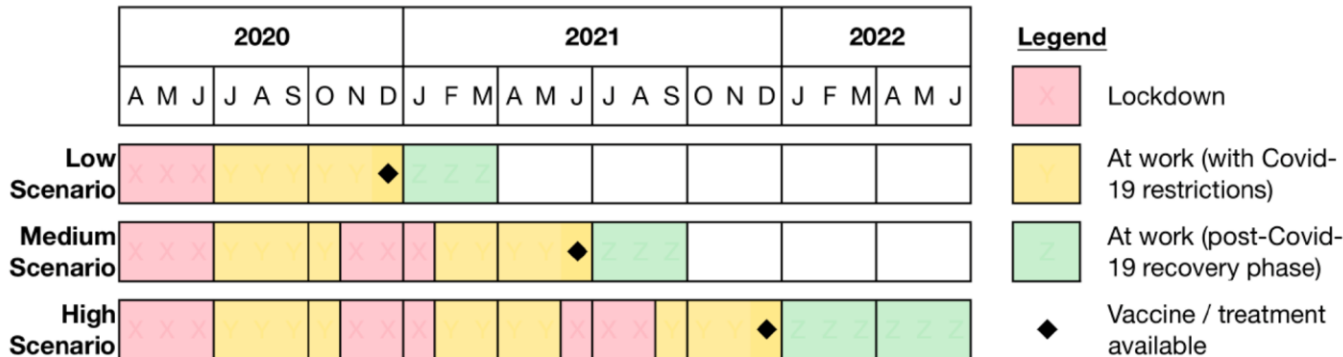 2020 2021 2022 Legend
A M J J A S O N D J F M A M J J A S O N D J F M A M J
X Lockdown
Low
Scenario
X X X Y Y Y Y Y Z Z Z
Y At work (with Covid-
19 restrictions)
Medium
Scenario
X X X Y Y Y Y X X X Y Y Y Y Z Z Z
Z At work (post-Covid-
19 recovery phase)
High
Scenario
X X X Y Y Y Y X X X Y Y Y Y X X X Y Y Y Z Z Z Z Z Z
Vaccine / treatment
available